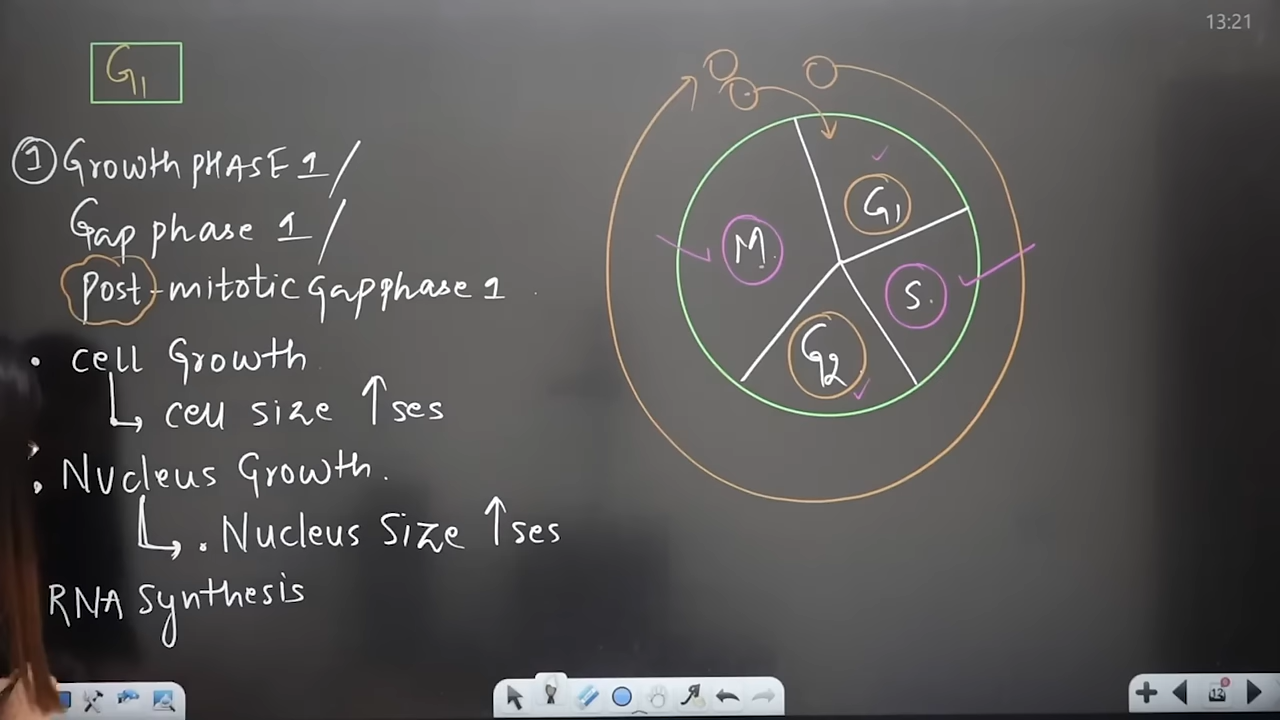 13:21
G1
① Growth PHASE 1 /
Gap phase 1 /
Post-mitotic Gap phase 1
• cell Growth
cell size ↑ses
• Nucleus Growth.
• Nucleus Size ↑ses
RNA Synthesis
G1
M.
S.
G2
13